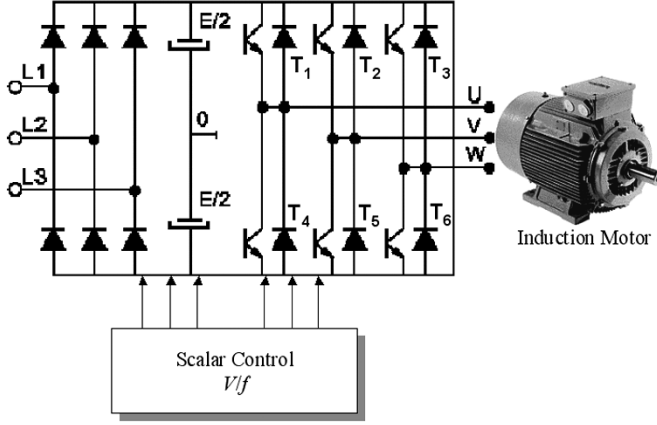 E/2
T1 T2 T3
L1
U
L2
0
V
L3
W
E/2
T4 T5 T6
Induction Motor
Scalar Control
V/f